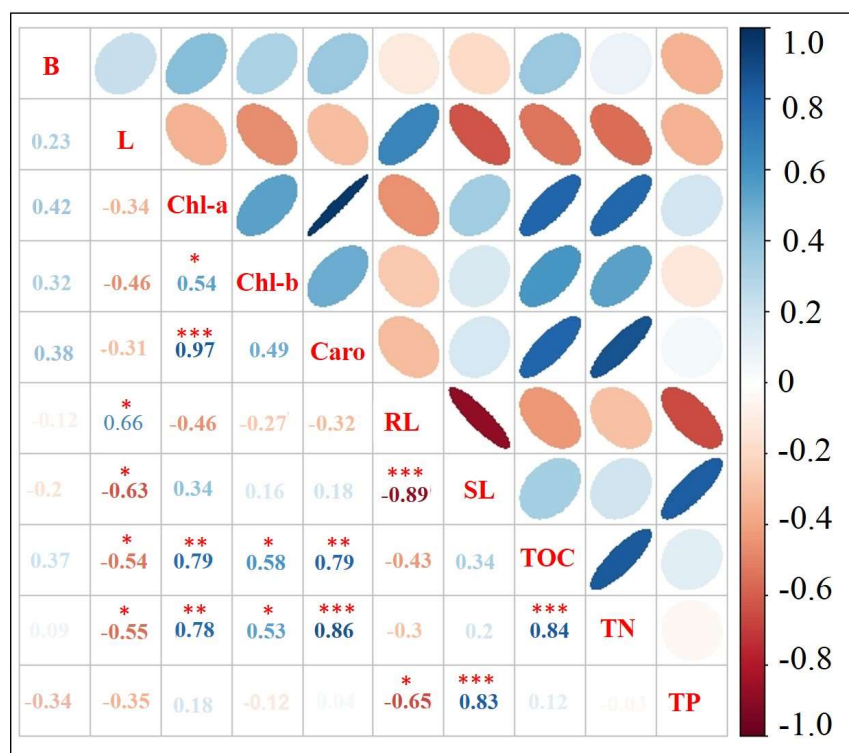 B
1.0
0.8
0.23 L
0.42 -0.34 Chl-a
0.6
*
0.32 -0.46 0.54 Chl-b
0.4
***
0.38 -0.31 0.97 0.49 Caro
0.2
0
*
-0.12 0.66 -0.46 -0.27 -0.32 RL
-0.2
* ***
-0.2 -0.63 0.34 0.16 0.18 -0.89 SL
-0.4
* ** * **
0.37 -0.54 0.79 0.58 0.79 -0.43 0.34 TOC
-0.6
* ** * *** ***
0.09 -0.55 0.78 0.53 0.86 -0.3 0.2 0.84 TN
-0.8
* ***
-0.34 -0.35 0.18 -0.12 0.04 -0.65 0.83 0.12 -0.03 TP
-1.0